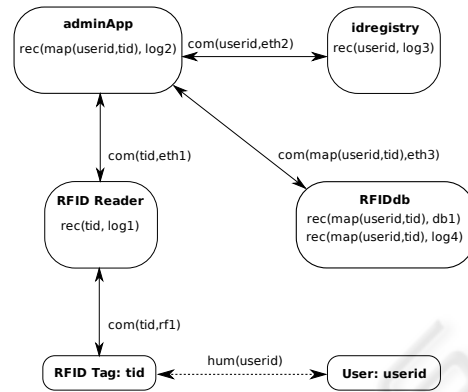 adminApp
rec(map(userid,tid), log2)
com(userid,eth2)
idregistry
rec(userid, log3)
com(tid,eth1)
com(map(userid,tid),eth3)
RFID Reader
rec(tid, log1)
RFIDdb
rec(map(userid,tid), db1)
rec(map(userid,tid), log4)
com(tid,rf1)
hum(userid)
RFID Tag: tid
User: userid